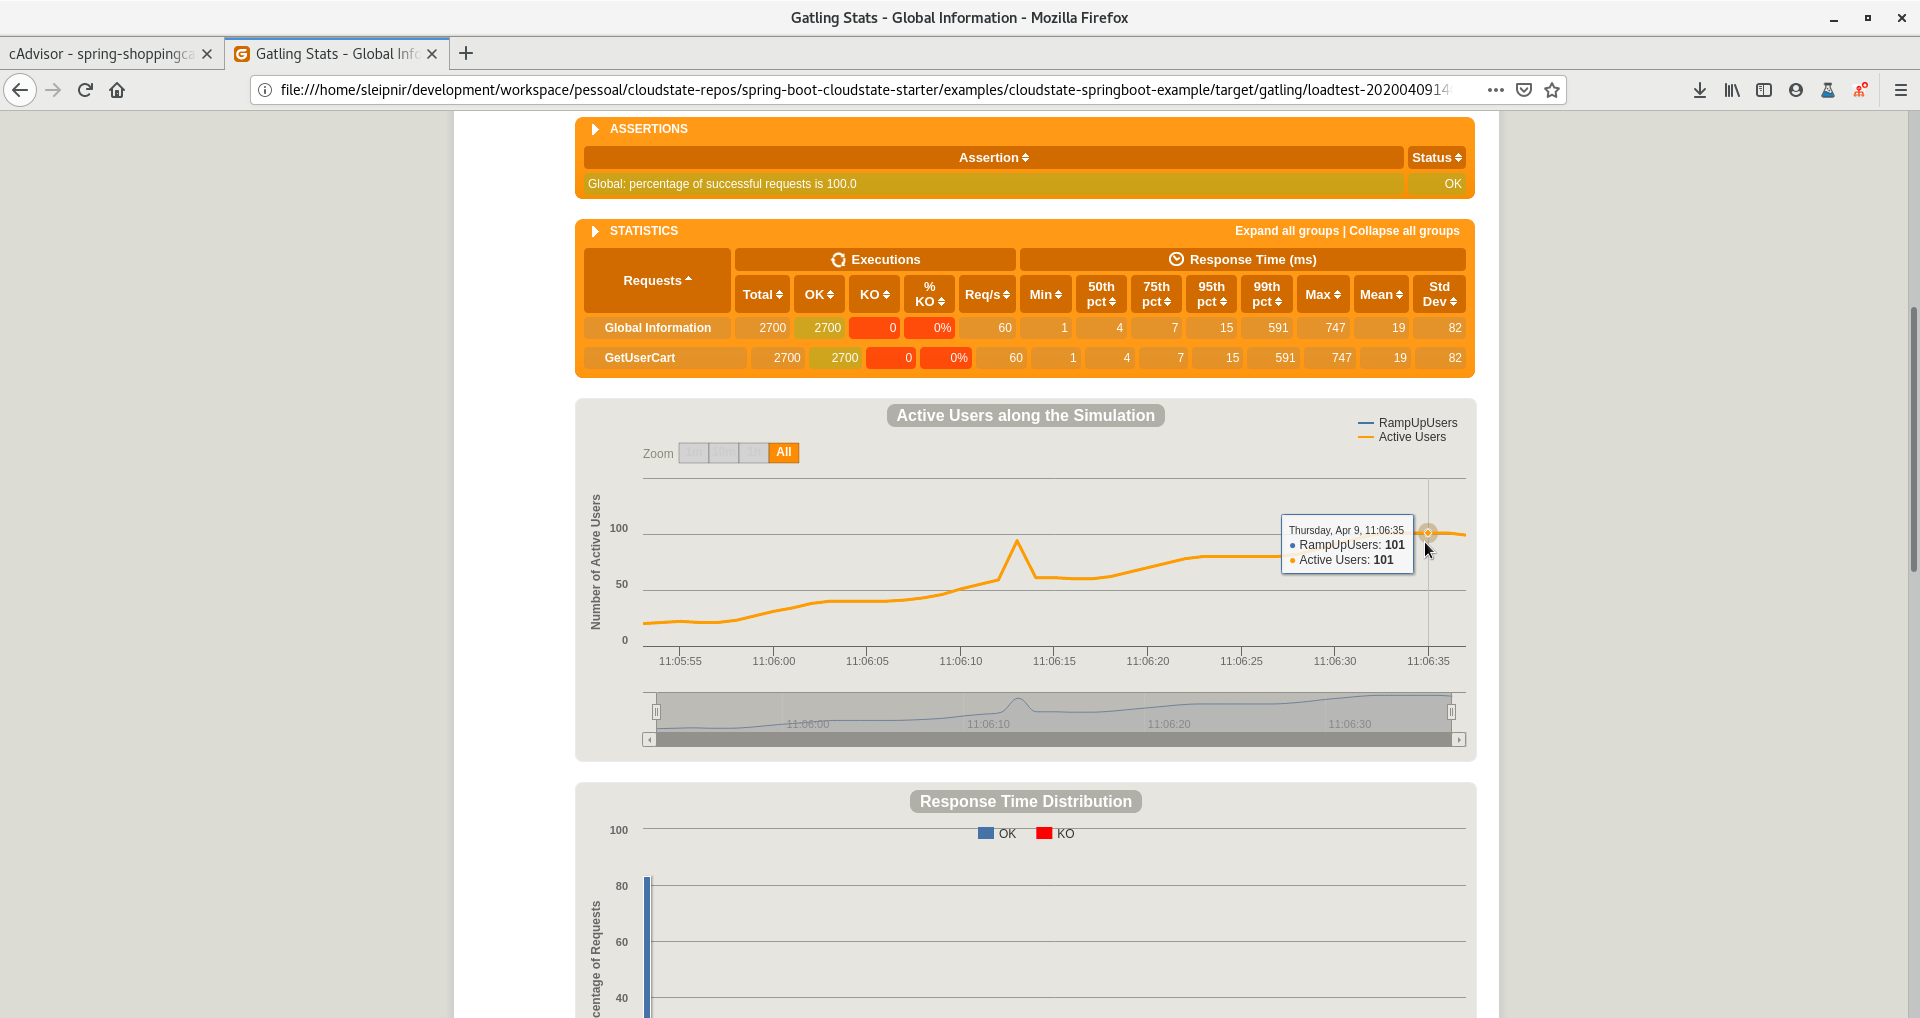 Gatling Stats - Global Information - Mozilla Firefox
cAdvisor - spring-shoppingca
Gatling Stats - Global Info
file:///home/sleipnir/development/workspace/pessoal/cloudstate-repos/spring-boot-cloudstate-starter/examples/cloudstate-springboot-example/target/gatling/loadtest-2020040914
ASSERTIONS
Assertion Status
Global: percentage of successful requests is 100.0 OK
STATISTICS Expand all groups | Collapse all groups
Requests Executions Response Time (ms)
Total OK KO % KO Req/s Min 50th pct 75th pct 95th pct 99th pct Max Mean Std Dev
Global Information 2700 2700 0 0% 60 1 4 7 15 591 747 19 82
GetUserCart 2700 2700 0 0% 60 1 4 7 15 591 747 19 82
Active Users along the Simulation
RampUpUsers
Active Users
Zoom 1m 10m 1h All
Number of Active Users
100
50
0
Thursday, Apr 9, 11:06:35
RampUpUsers: 101
Active Users: 101
11:05:55 11:06:00 11:06:05 11:06:10 11:06:15 11:06:20 11:06:25 11:06:30 11:06:35
11:06:00 11:06:10 11:06:20 11:06:30
Response Time Distribution
OK KO
100
80
60
40
of Requests